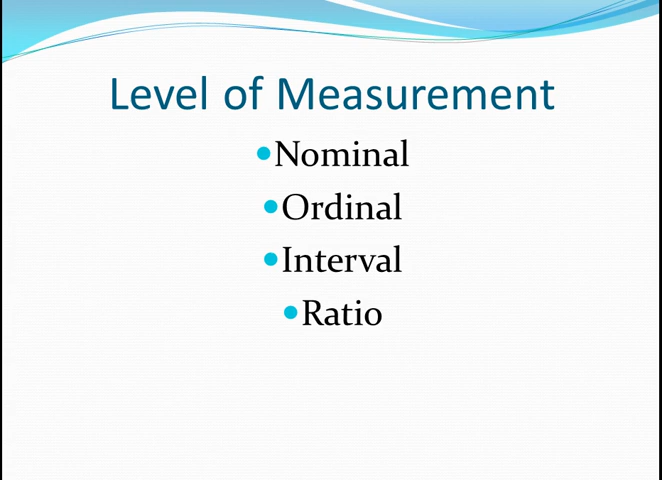 Level of Measurement
•Nominal
•Ordinal
•Interval
•Ratio